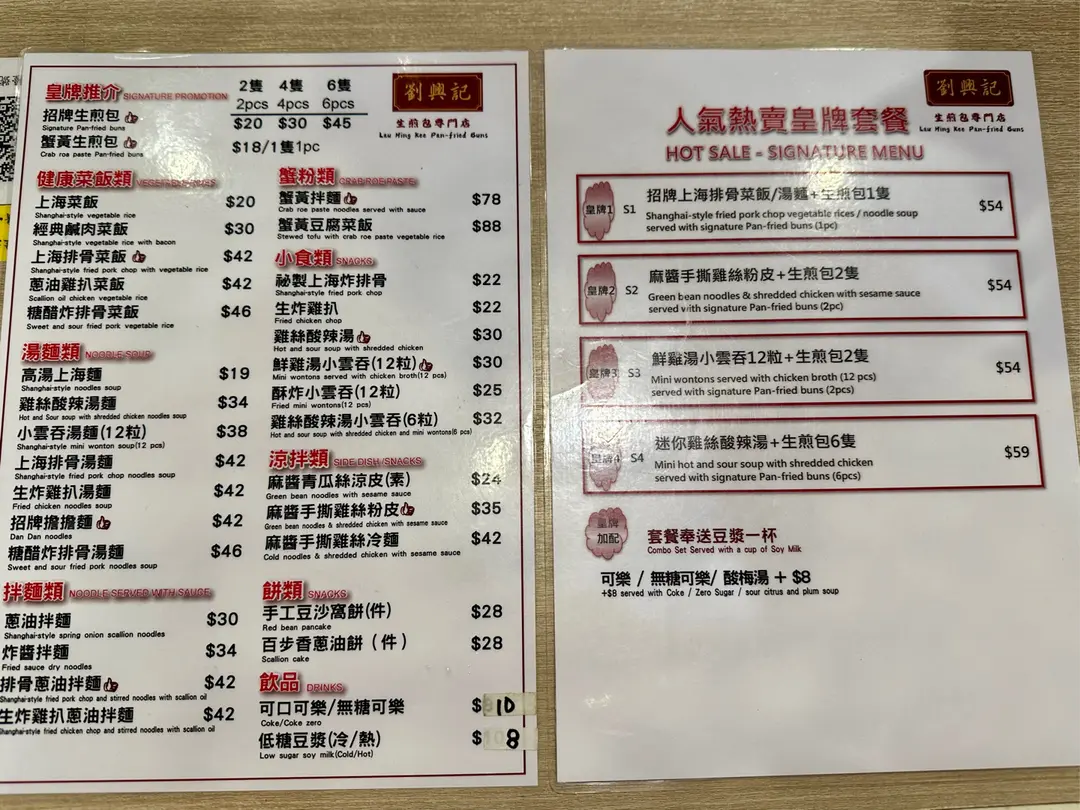 皇牌推介 SIGNATURE PROMOTION
2隻 4隻 6隻
2pcs 4pcs 6pcs
招牌生煎包 $20 $30 $45
Signature Pan-fried buns
蟹黃生煎包 $18/1隻1pc
Crab roe paste Pan-fried buns
劉興記
生煎包專門店
Lau Hing Kee Pan-fried Buns
健康菜飯類
上海菜飯 $20
Shanghai-style vegetable rice
經典鹹肉菜飯 $30
Shanghai-style vegetable rice with bacon
上海排骨菜飯 $42
Shanghai-style fried pork chop with vegetable rice
蔥油雞扒菜飯 $42
Scallion oil chicken vegetable rice
糖醋炸排骨菜飯 $46
Sweet and sour fried pork vegetable rice
湯麵類 NOODLE SOUP
高湯上海麵 $19
Shanghai-style noodles soup
雞絲酸辣湯麵 $34
Hot and Sour soup with shredded chicken noodles soup
小雲吞湯麵(12粒) $38
Shanghai-style mini wonton soup(12 pcs)
上海排骨湯麵 $42
Shanghai-style fried pork chop noodles soup
生炸雞扒湯麵 $42
Fried chicken noodles soup
招牌擔擔麵 $42
Dan Dan noodles
糖醋炸排骨湯麵 $46
Sweet and sour fried pork noodles soup
拌麵類 NOODLE SERVED WITH SAUCE
蔥油拌麵 $30
Shanghai-style spring onion scallion noodles
炸醬拌麵 $34
Fried sauce dry noodles
排骨蔥油拌麵 $42
Shanghai-style fried pork chop and stirred noodles with scallion oil
生炸雞扒蔥油拌麵 $42
Shanghai-style fried chicken chop and stirred noodles with scallion oil
蟹粉類 CRAB ROE PASTE
蟹黃拌麵 $78
Crab roe paste noodles served with sauce
蟹黃豆腐菜飯 $88
Stewed tofu with crab roe paste vegetable rice
小食類 SNACKS
祕製上海炸排骨 $22
Shanghai-style fried pork chop
生炸雞扒 $22
Fried chicken chop
雞絲酸辣湯 $30
Hot and sour soup with shredded chicken
鮮雞湯小雲吞(12粒) $30
Mini wontons served with chicken broth(12 pcs)
酥炸小雲吞(12粒) $25
Fried mini wontons(12 pcs)
雞絲酸辣湯小雲吞(6粒) $32
Hot and sour soup with shredded chicken and mini wontons(6 pcs)
涼拌類 SIDE DISH /SNACKS
麻醬青瓜絲涼皮(素) $24
Green bean noodles with sesame sauce
麻醬手撕雞絲粉皮 $35
Green bean noodles & shredded chicken with sesame sauce
麻醬手撕雞絲冷麵 $42
Cold noodles & shredded chicken with sesame sauce
餅類 SNACKS
手工豆沙窩餅(件) $28
Red bean pancake
百步香蔥油餅 (件) $28
Scallion cake
飲品 DRINKS
可口可樂/無糖可樂 $10
Coke/Coke zero
低糖豆漿(冷/熱) $8
Low sugar soy milk(Cold/Hot)
劉興記
生煎包專門店
Lau Hing Kee Pan-fried Buns
人氣熱賣皇牌套餐
HOT SALE - SIGNATURE MENU
皇牌1 S1 招牌上海排骨菜飯/湯麵+生煎包1隻 $54
Shanghai-style fried pork chop vegetable rices / noodle soup
served with signature Pan-fried buns (1pc)
皇牌2 S2 麻醬手撕雞絲粉皮+生煎包2隻 $54
Green bean noodles & shredded chicken with sesame sauce
served with signature Pan-fried buns (2pc)
皇牌3 S3 鮮雞湯小雲吞12粒+生煎包2隻 $54
Mini wontons served with chicken broth (12 pcs)
served with signature Pan-fried buns (2pcs)
皇牌4 S4 迷你雞絲酸辣湯+生煎包6隻 $59
Mini hot and sour soup with shredded chicken
served with signature Pan-fried buns (6pcs)
皇牌
加配
套餐奉送豆漿一杯
Combo Set Served with a cup of Soy Milk
可樂 / 無糖可樂/ 酸梅湯 + $8
+$8 served with Coke / Zero Sugar / sour citrus and plum soup